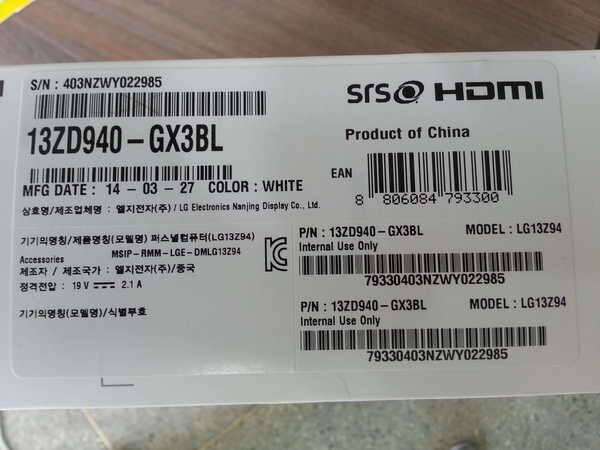 S/N : 403NZWY022985
srs HDMI
13ZD940-GX3BL
Product of China
EAN
8 806084 793300
MFG DATE : 14 - 03 - 27 COLOR : WHITE
상호명/제조업체명 : 엘지전자(주) / LG Electronics Nanjing Display Co., Ltd.
기기의명칭/제품명칭(모델명) 퍼스널컴퓨터(LG13Z94)
Accessories MSIP-RMM-LGE-DMLG13Z94
제조자 / 제조국가 : 엘지전자(주)/중국
정격전압 : 19 V ⎓ 2.1 A
기기의명칭(모델명)/식별부호
P/N : 13ZD940-GX3BL MODEL : LG13Z94
Internal Use Only
79330403NZWY022985
P/N : 13ZD940-GX3BL MODEL : LG13Z94
Internal Use Only
79330403NZWY022985